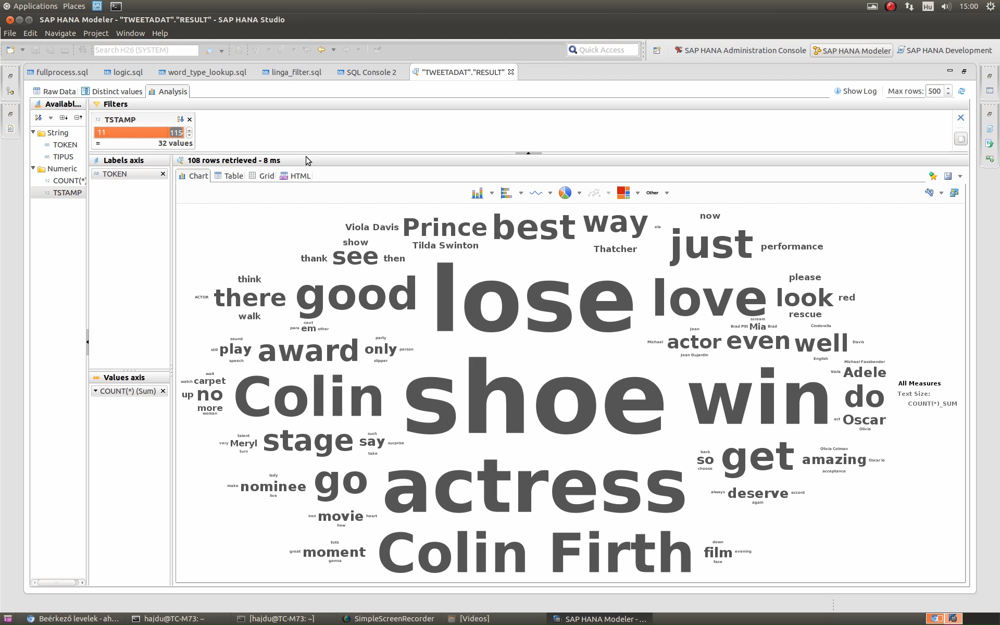 Applications Places Hu 15:00
SAP HANA Modeler - "TWEETADAT"."RESULT" - SAP HANA Studio
File Edit Navigate Project Window Help
Search H26 (SYSTEM) Quick Access SAP HANA Administration Console SAP HANA Modeler SAP HANA Development
fullprocess.sql logic.sql word_type_lookup.sql linga_filter.sql SQL Console 2 "TWEETADAT"."RESULT"
Raw Data Distinct values Analysis Show Log Max rows: 500
Availabl... Filters
12 TSTAMP
11 115
= 32 values
String
AB TOKEN
AB TIPUS
Numeric
12 COUNT(*)
12 TSTAMP
Labels axis
AB TOKEN
Values axis
COUNT(*) (Sum)
108 rows retrieved - 8 ms
Chart Table Grid HTML
Other
now
Viola Davis Prince best way ela
show Tilda Swinton Thatcher just performance
thank see then
think lose please
ACTOR there good love look red
walk rescue
next scream
para em other Jean Brad Pitt Mia Brad Cinderella
sound party
still play award only person Michael actor even well Davis
speech slipper Jean Dujardin English Michael Fassbender
wait Viola Adele
watch carpet
up no Colin shoe win do
more act Oscar
woman Olivia
All Measures
Text Size:
COUNT(*)_SUM
talent such
very Meryl stage say surprise
turn take
back Olivia Colman
so get amazing Oscar lo
choose acceptance
lady
make nominee go actress always deserve accord
live again
iron movie heart
how
firth down
great moment Colin Firth film evening
gonna face
Beérkező levelek - ah... hajdu@TC-M73: ~ [hajdu@TC-M73: ~] SimpleScreenRecorder [Videos] SAP HANA Modeler - ...